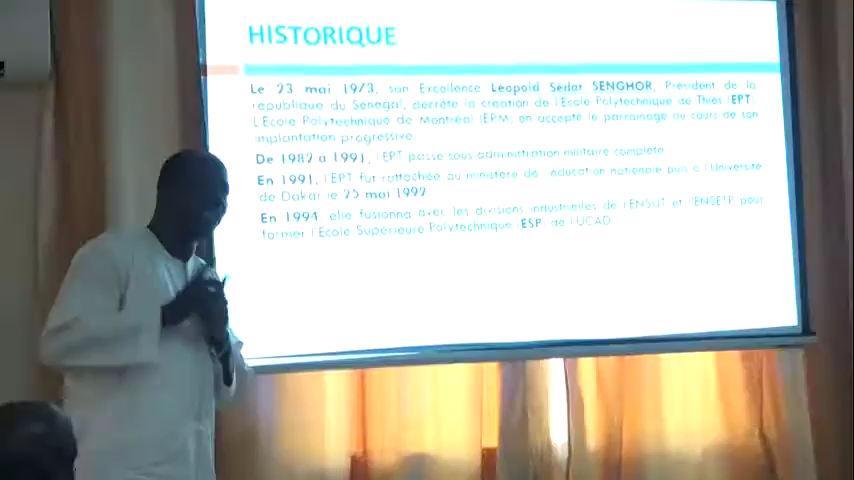 HISTORIQUE
Le 23 mai 1973, son Excellence Léopold Sédar SENGHOR, Président de la
république du Sénégal, décrète la création de l'Ecole Polytechnique de Thiès (EPT).
L'Ecole Polytechnique de Montréal (EPM) en accepte le parrainage au cours de son
implantation progressive.
De 1982 à 1991, l'EPT passe sous administration militaire complète.
En 1991, l'EPT fut rattachée au ministère de l'éducation nationale puis à l'Université
de Dakar le 25 mai 1992.
En 1994 elle fusionna avec les divisions industrielles de l'ENSUT et l'ENSETP pour
former l'Ecole Supérieure Polytechnique (ESP) de l'UCAD.